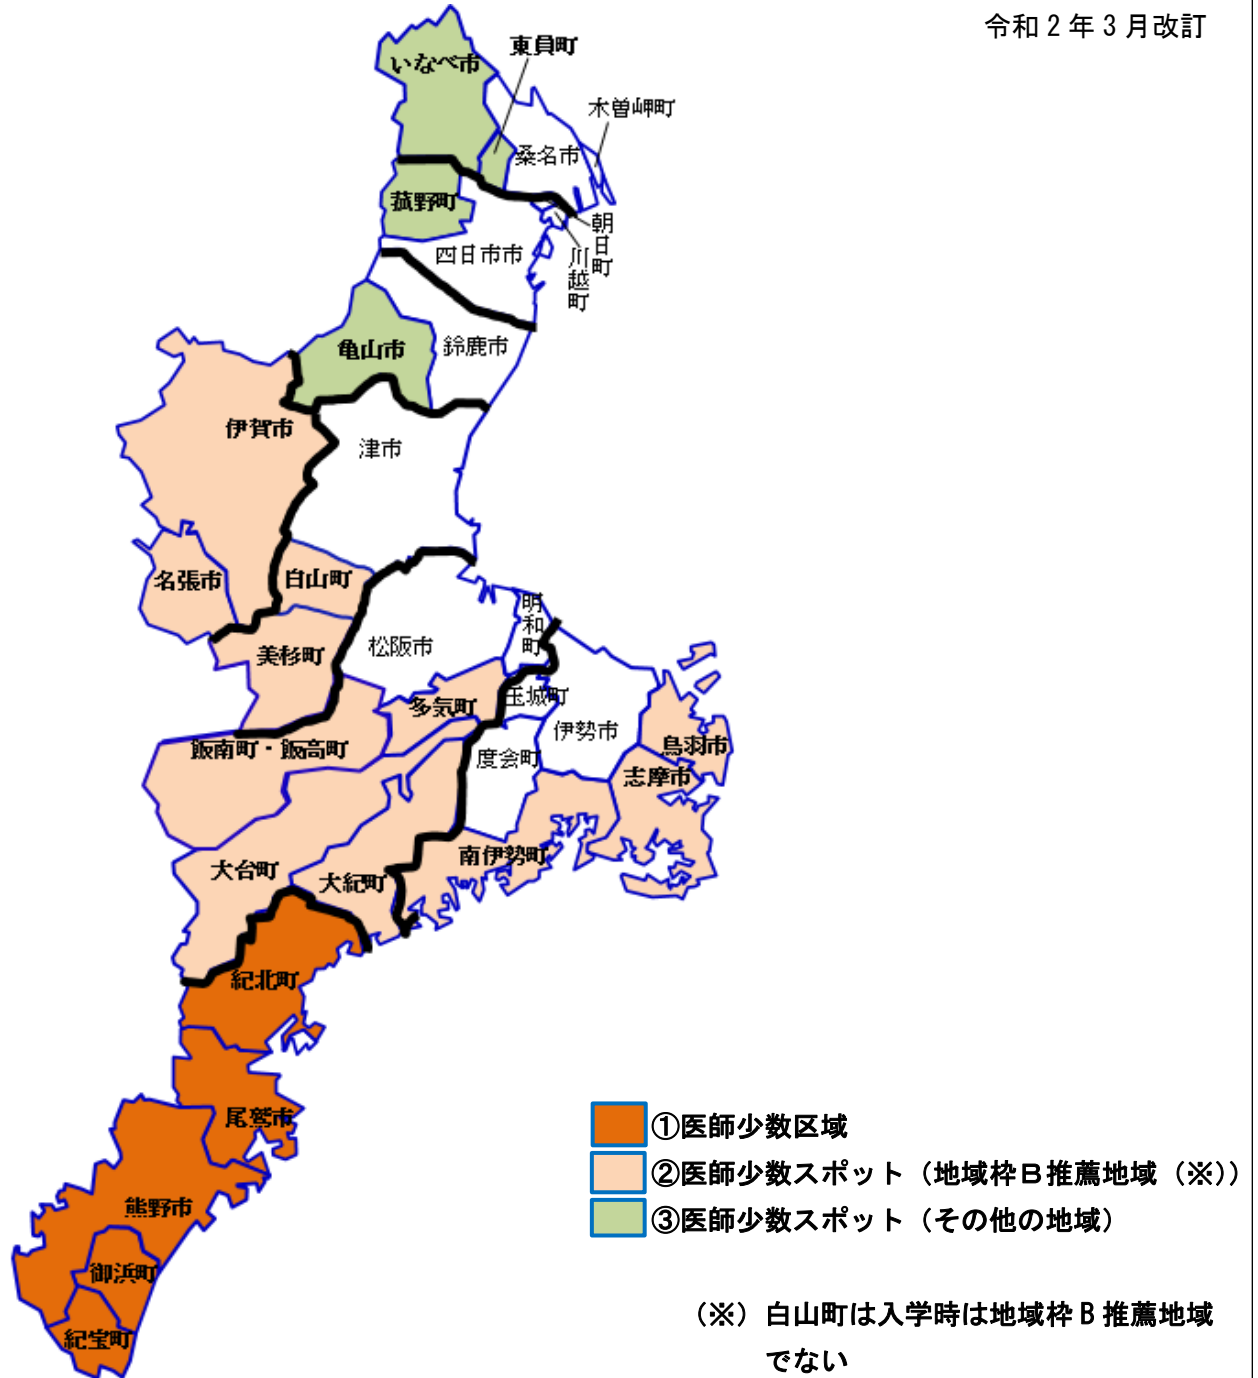 令和２年３月改訂
いなべ市
東員町
木曽岬町
桑名市
菰野町
朝日町
四日市市
川越町
亀山市
鈴鹿市
伊賀市
津市
名張市
白山町
明和町
松阪市
美杉町
多気町
玉城町
伊勢市
鳥羽市
飯南町・飯高町
度会町
志摩市
南伊勢町
大台町
大紀町
紀北町
尾鷲市
熊野市
御浜町
紀宝町
①医師少数区域
②医師少数スポット（地域枠Ｂ推薦地域（※））
③医師少数スポット（その他の地域）
（※）白山町は入学時は地域枠Ｂ推薦地域
でない